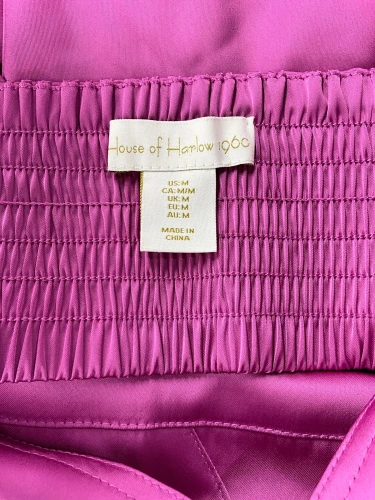 House of Harlow 1960
US:M
CA:M/M
UK:M
EU:M
AU:M
MADE IN
CHINA